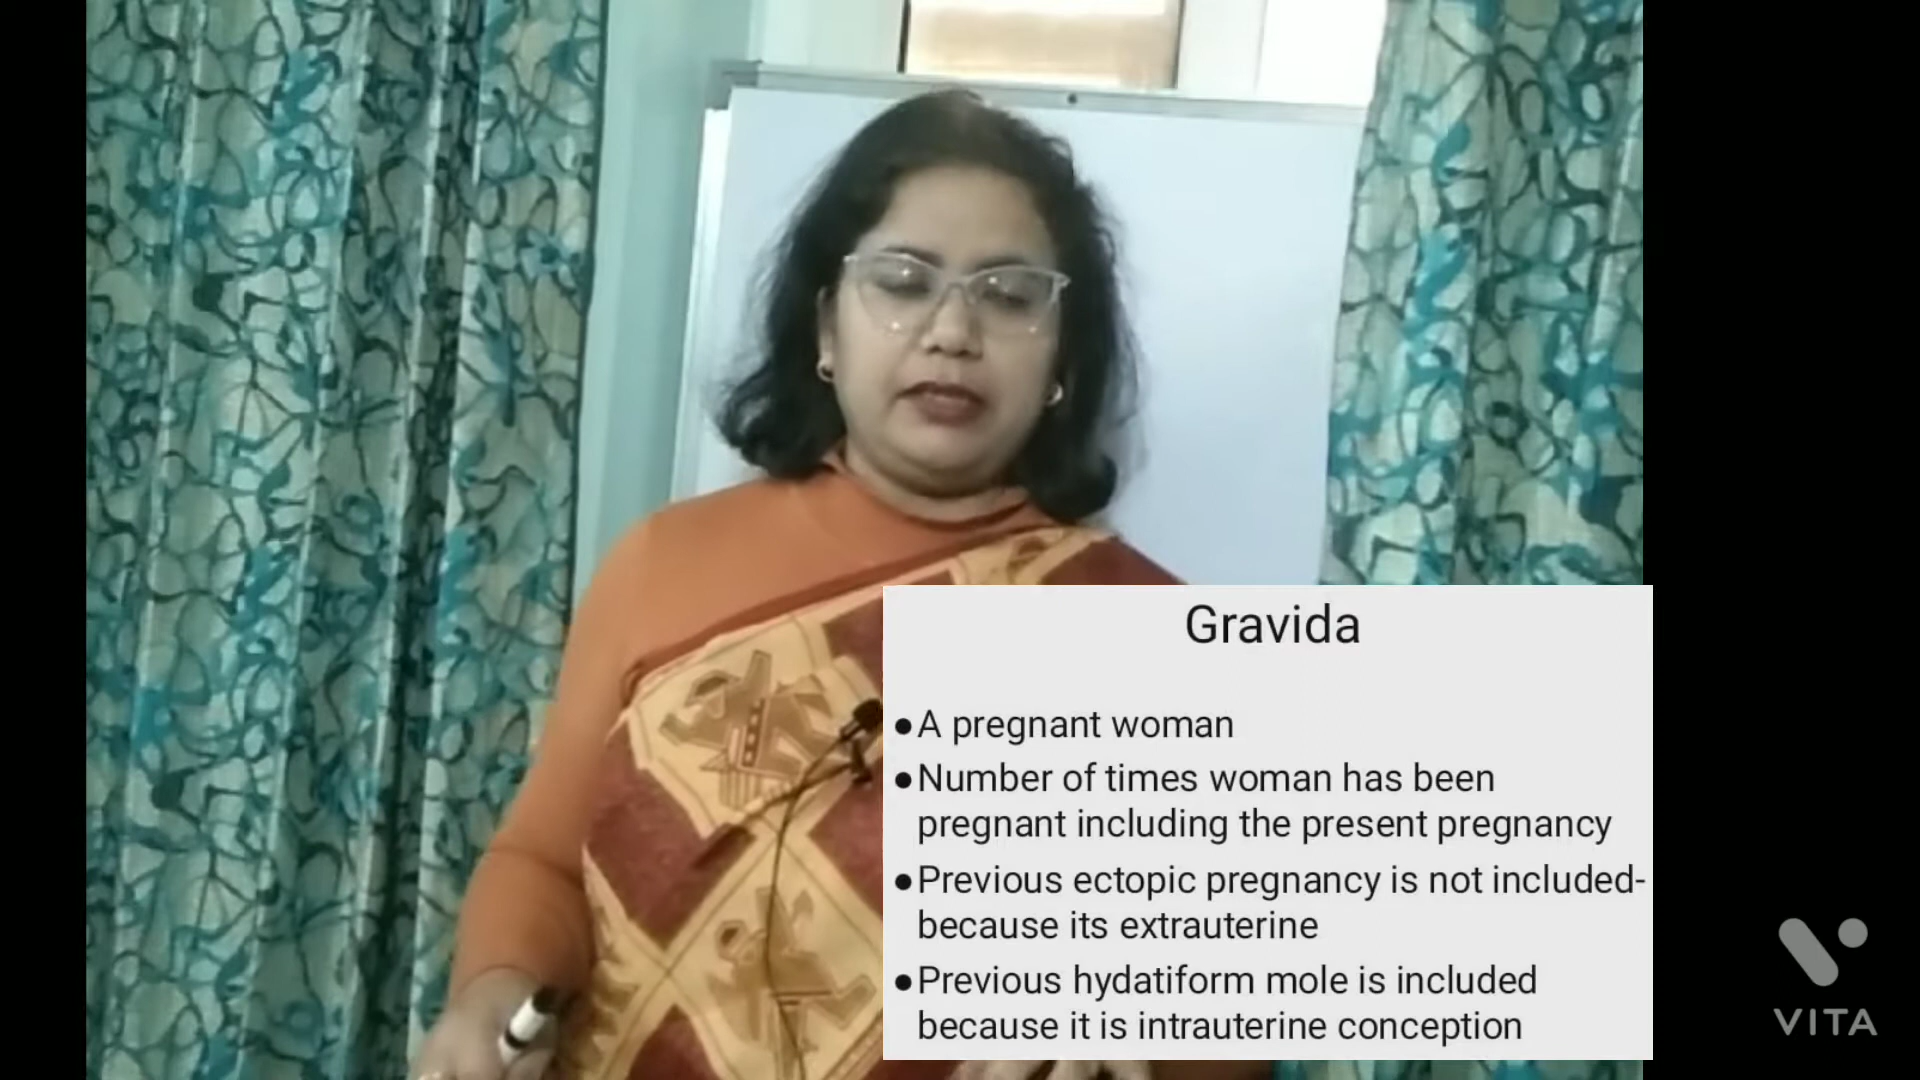 Gravida
●A pregnant woman
●Number of times woman has been
pregnant including the present pregnancy
●Previous ectopic pregnancy is not included-
because its extrauterine
●Previous hydatiform mole is included
because it is intrauterine conception
VITA